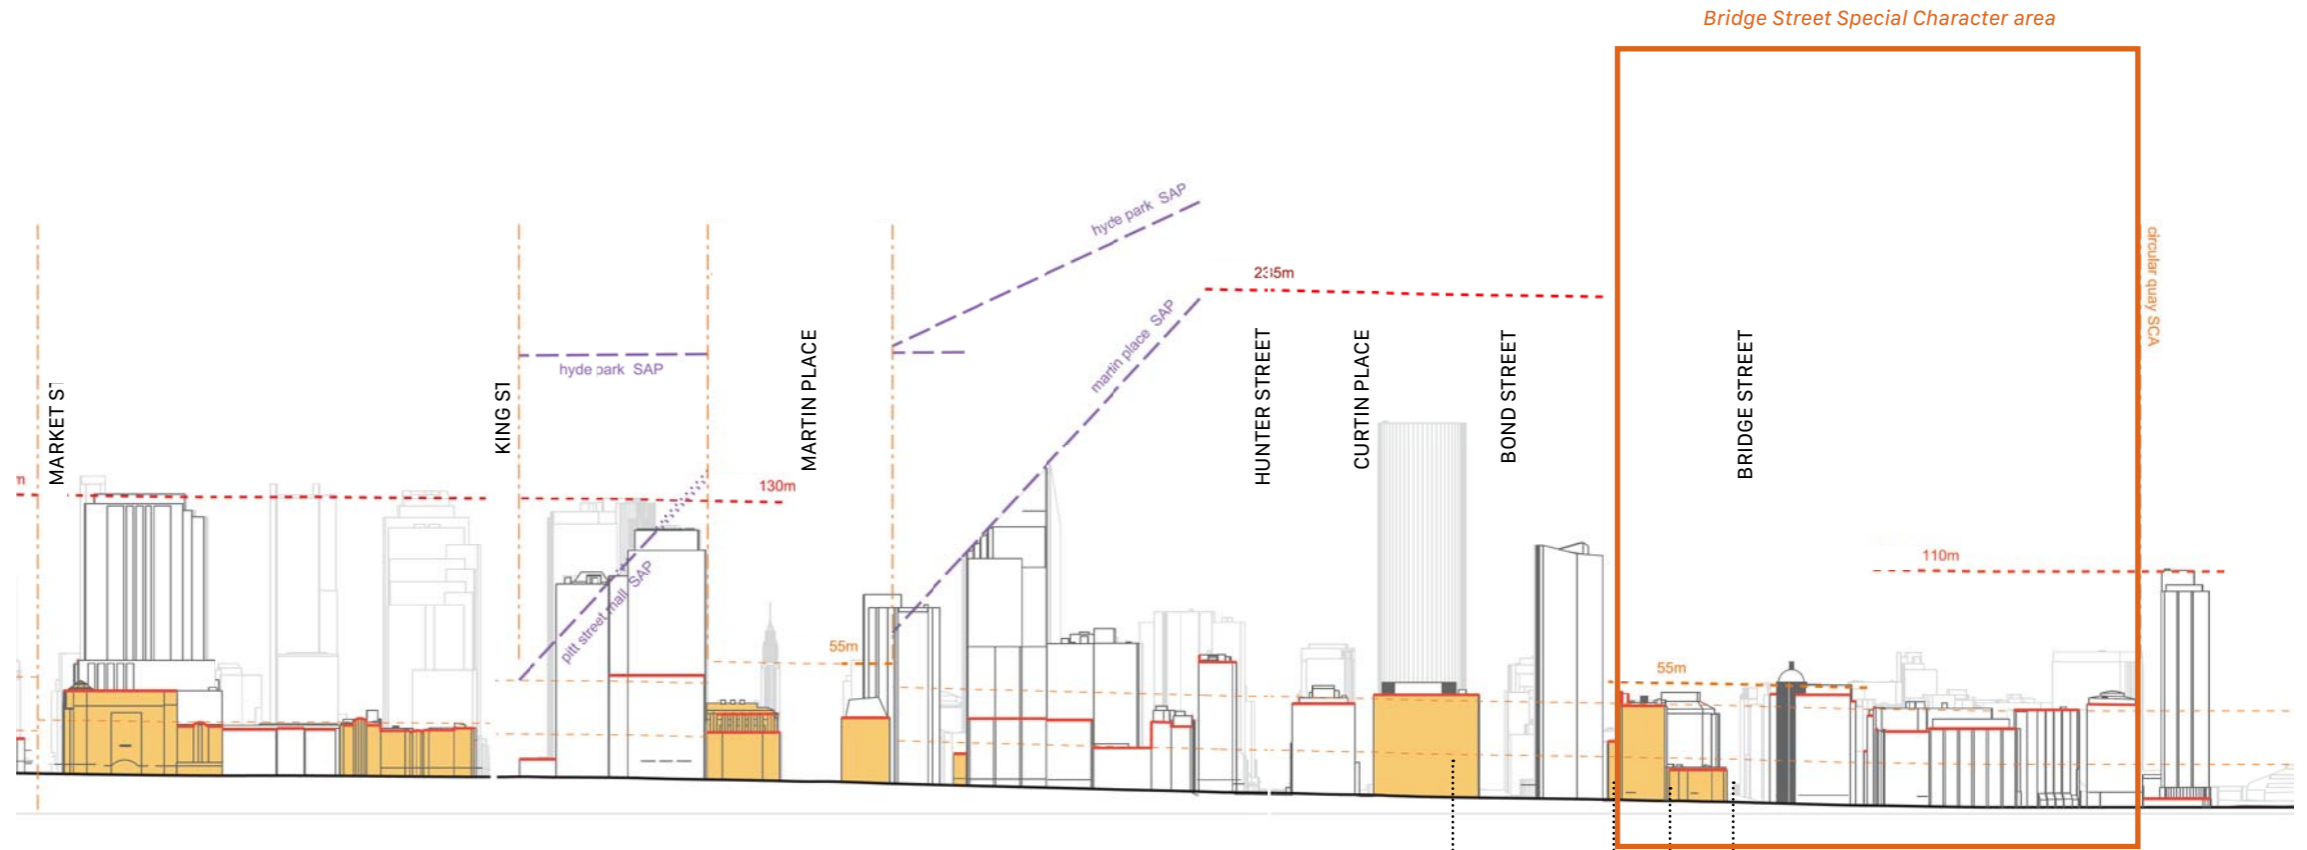 Bridge Street Special Character area
hyde park SAP
circular quay SCA
235m
martin place SAP
MARKET ST
KING ST
hyde park SAP
MARTIN PLACE
HUNTER STREET
CURTIN PLACE
BOND STREET
BRIDGE STREET
m
130m
110m
pitt street mall SAP
55m
55m